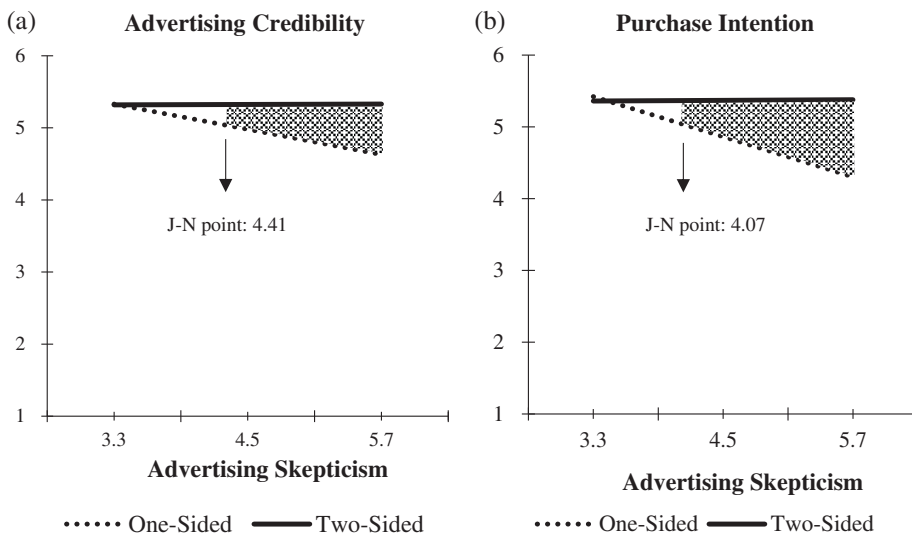 (a) Advertising Credibility
6
5
4
3
2
1
J-N point: 4.41
3.3 4.5 5.7
Advertising Skepticism
One-Sided Two-Sided
(b) Purchase Intention
6
5
4
3
2
1
J-N point: 4.07
3.3 4.5 5.7
Advertising Skepticism
One-Sided Two-Sided